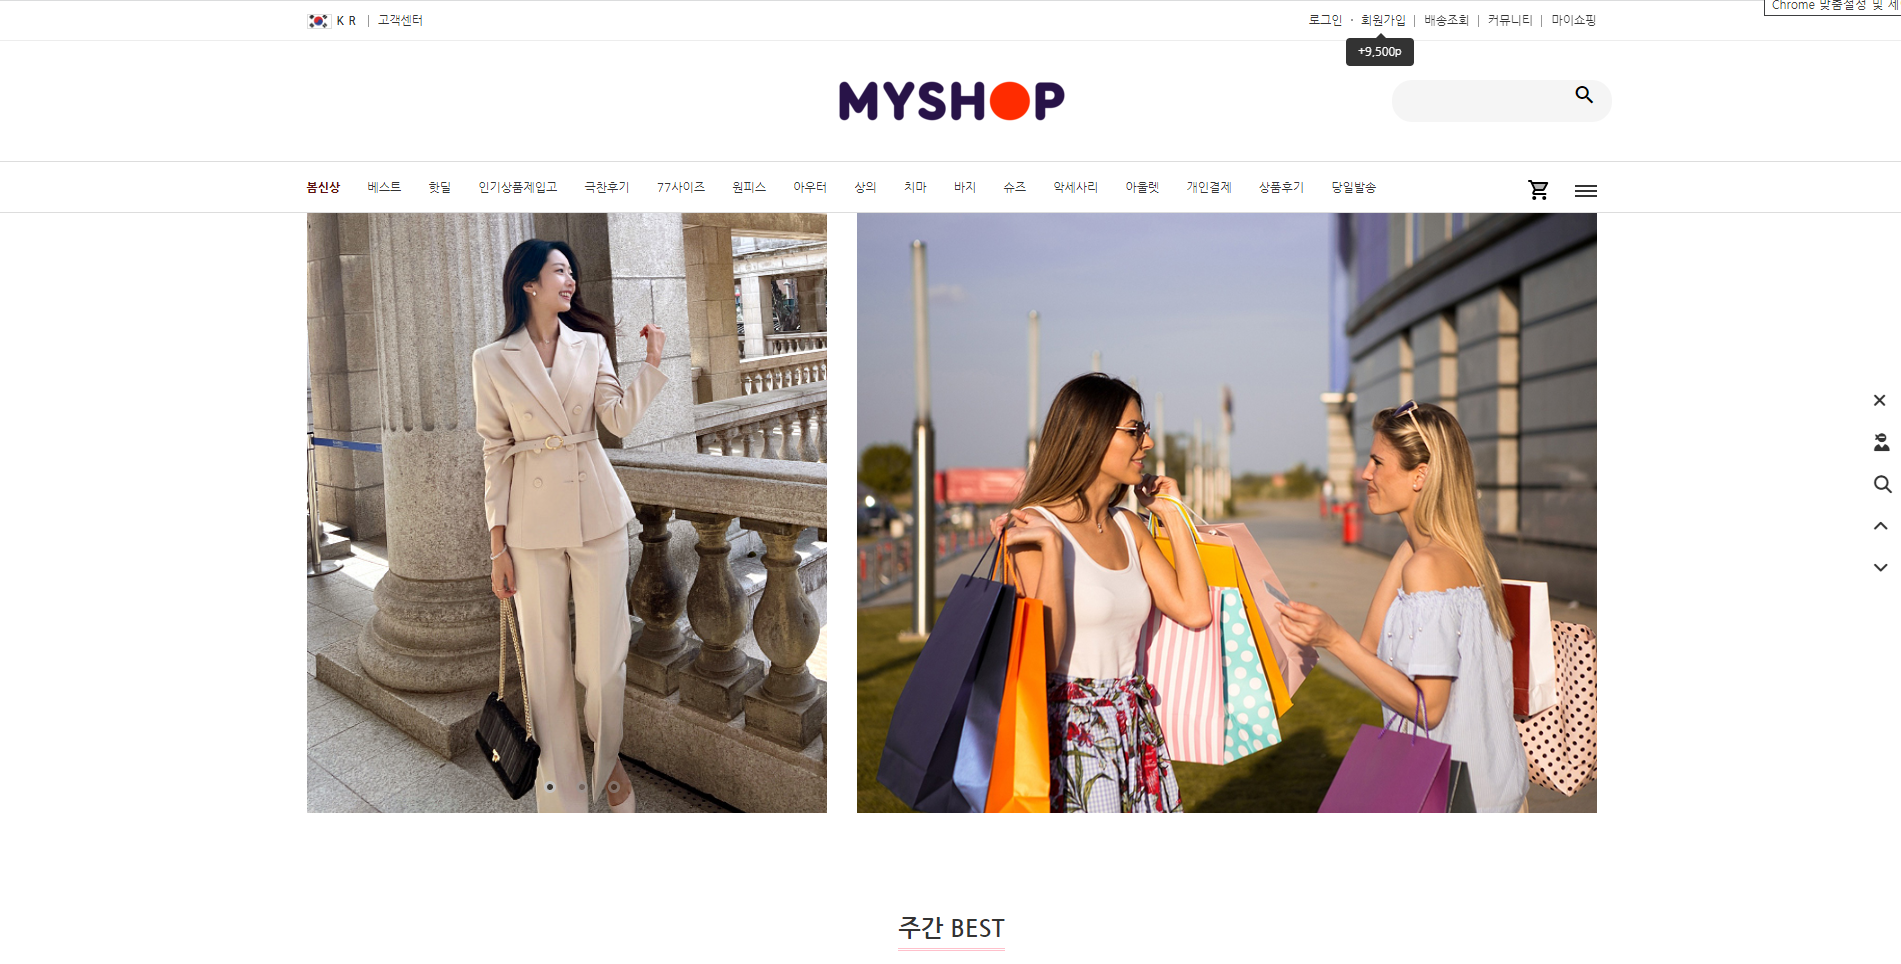 KR | 고객센터
로그인 · 회원가입 | 배송조회 | 커뮤니티 | 마이쇼핑
Chrome 맞춤설정 및 제
+9,500p
MYSHOP
봄신상 베스트 핫딜 인기상품제입고 극찬후기 77사이즈 원피스 아우터 상의 치마 바지 슈즈 악세사리 아울렛 개인결제 상품후기 당일발송
주간 BEST